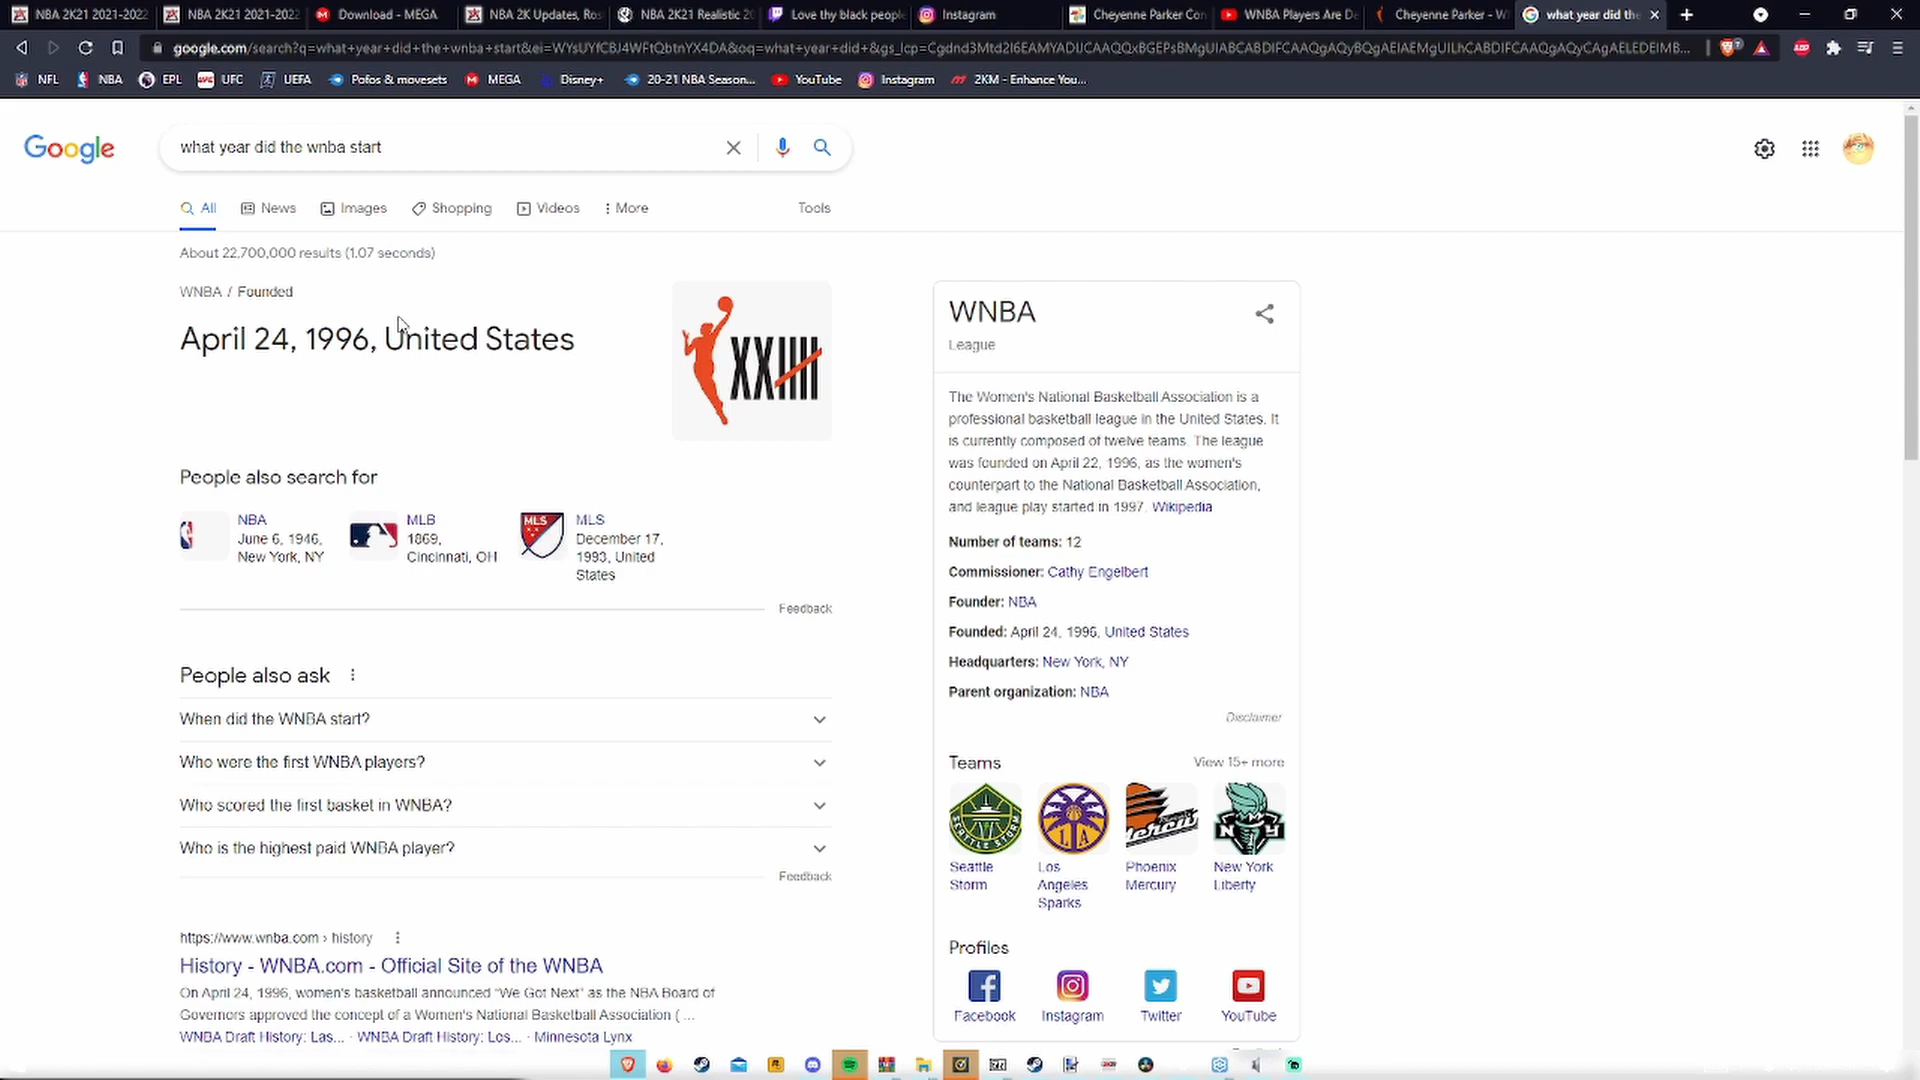 NBA 2K21 2021-2022
NBA 2K21 2021-2022
Download - MEGA
NBA 2K Updates, Ros
NBA 2K21 Realistic 20
Love thy black people
Instagram
Cheyenne Parker Con
WNBA Players Are De
Cheyenne Parker - W
what year did the
NFL
NBA
EPL
UFC
UEFA
Pofos & movesets
MEGA
Disney+
20-21 NBA Season...
YouTube
Instagram
2KM - Enhance You...
Google
what year did the wnba start
All
News
Images
Shopping
Videos
More
Tools
About 22,700,000 results (1.07 seconds)
WNBA / Founded
April 24, 1996, United States
People also search for
NBA
June 6, 1946,
New York, NY
MLB
1869,
Cincinnati, OH
MLS
MLS
December 17,
1993, United
States
Feedback
People also ask
When did the WNBA start?
Who were the first WNBA players?
Who scored the first basket in WNBA?
Who is the highest paid WNBA player?
Feedback
https://www.wnba.com › history
History - WNBA.com - Official Site of the WNBA
On April 24, 1996, women's basketball announced "We Got Next" as the NBA Board of
Governors approved the concept of a Women's National Basketball Association ( ...
WNBA Draft History: Las... · WNBA Draft History: Los... · Minnesota Lynx
WNBA
League
The Women's National Basketball Association is a
professional basketball league in the United States. It
is currently composed of twelve teams. The league
was founded on April 22, 1996, as the women's
counterpart to the National Basketball Association,
and league play started in 1997. Wikipedia
Number of teams: 12
Commissioner: Cathy Engelbert
Founder: NBA
Founded: April 24, 1996, United States
Headquarters: New York, NY
Parent organization: NBA
Disclaimer
Teams
View 15+ more
Seattle
Storm
Los
Angeles
Sparks
Phoenix
Mercury
New York
Liberty
Profiles
Facebook
Instagram
Twitter
YouTube